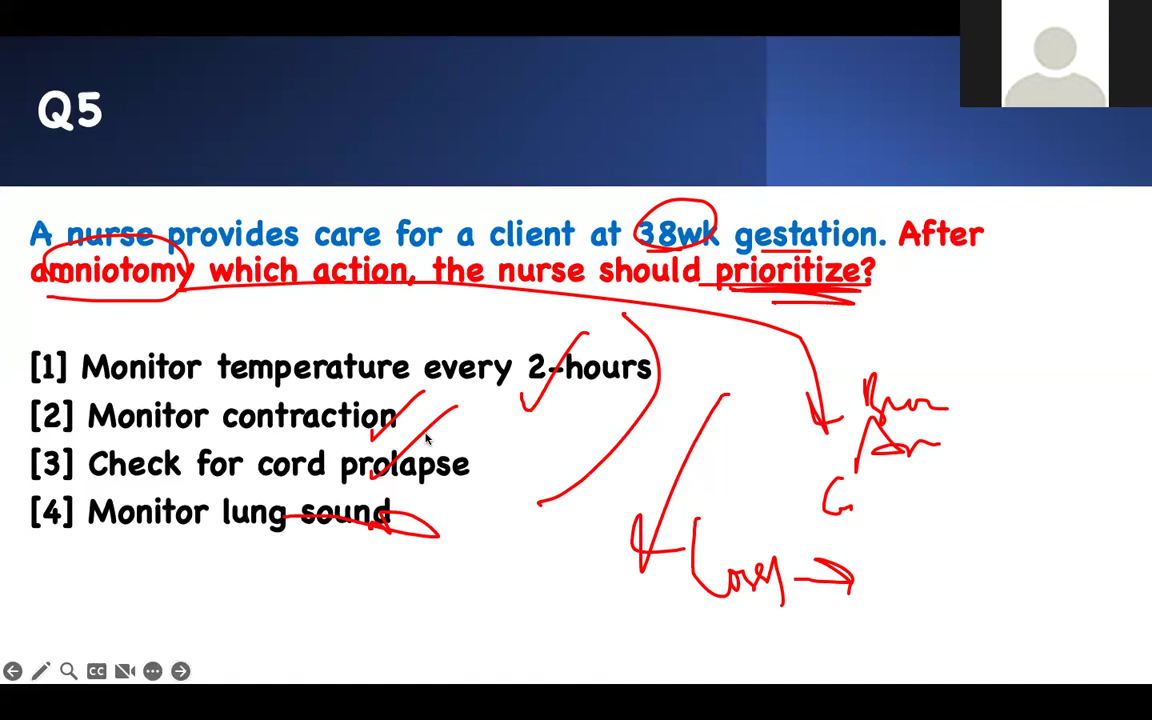 Q5
A nurse provides care for a client at 38wk gestation. After
amniotomy which action, the nurse should prioritize?
[1] Monitor temperature every 2-hours
[2] Monitor contraction
[3] Check for cord prolapse
[4] Monitor lung sound
CC